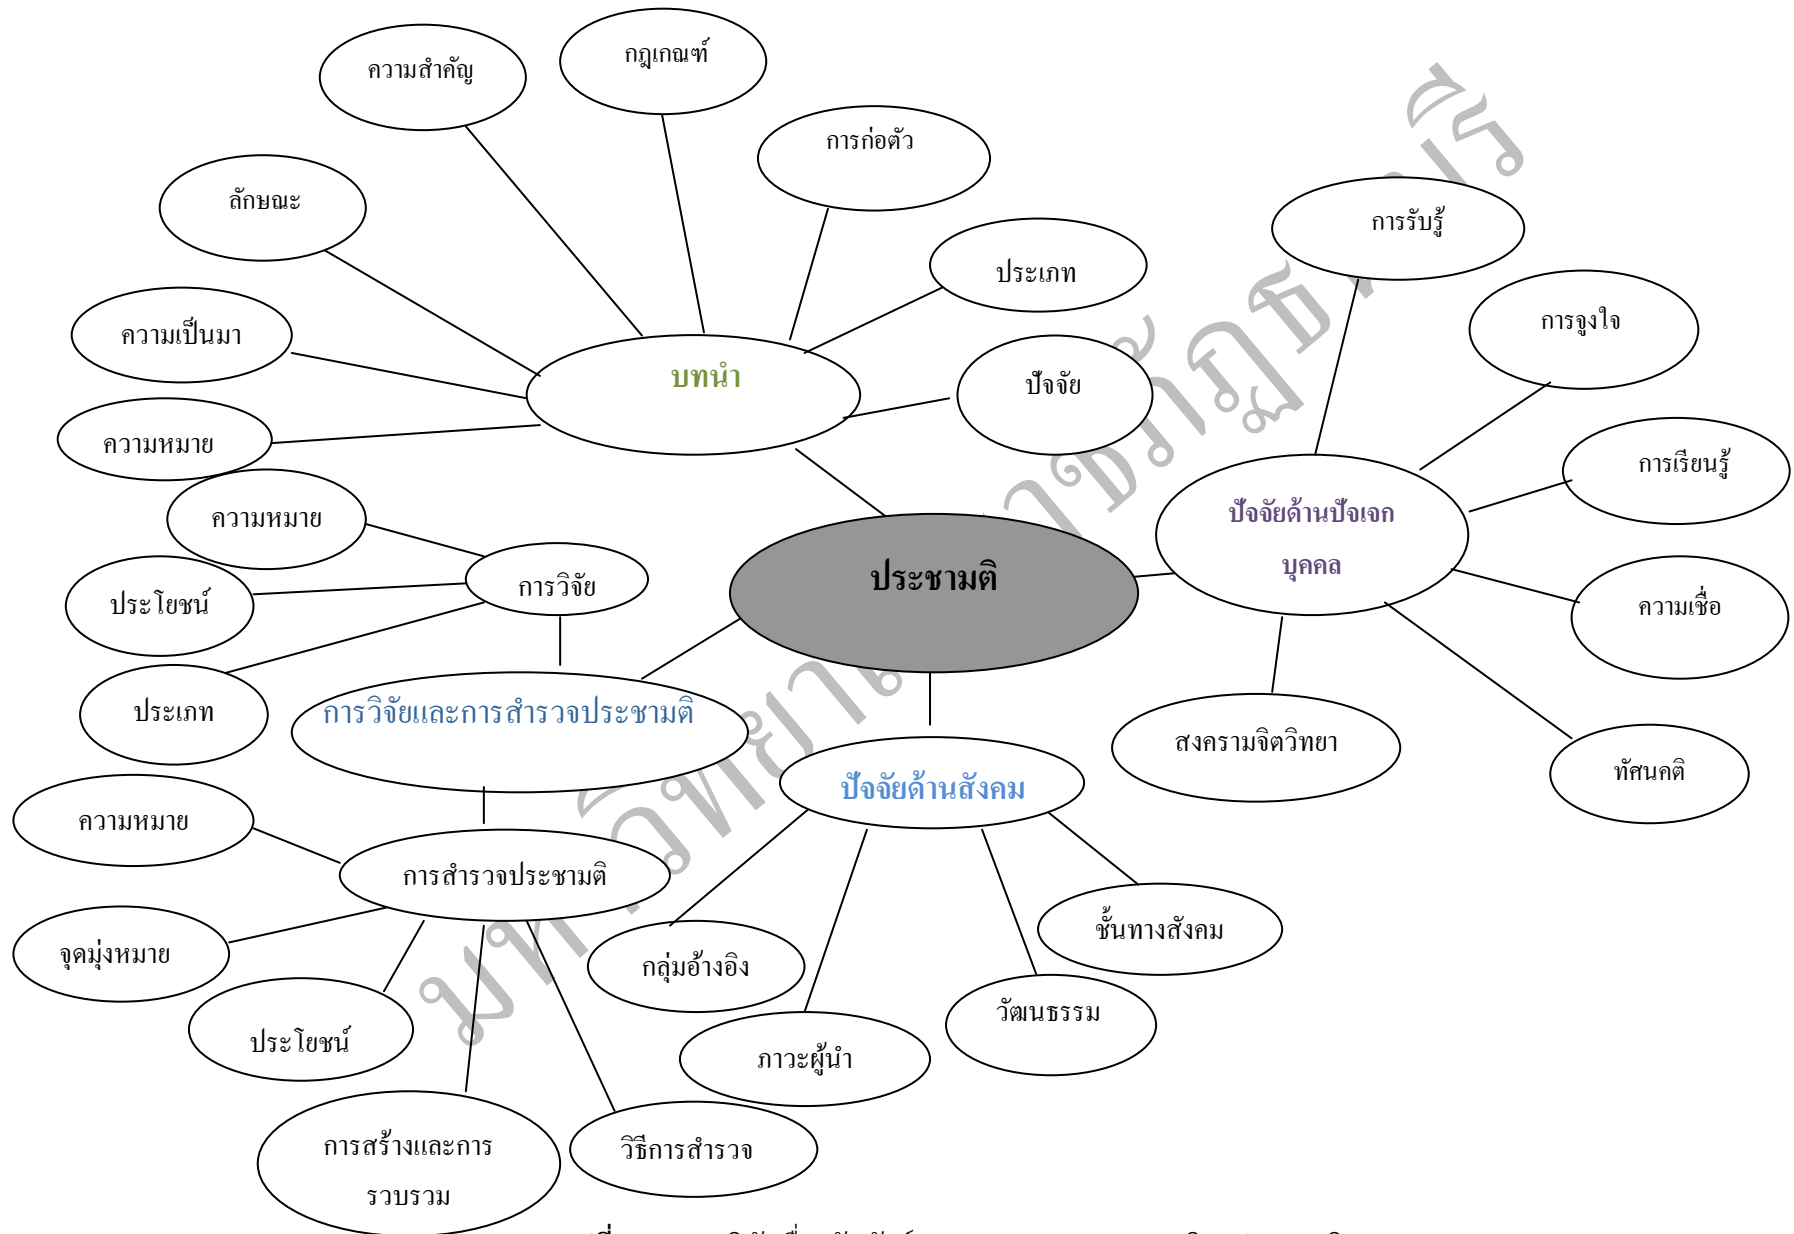 กฎเกณฑ์
ความสำคัญ
การก่อตัว
ลักษณะ
การรับรู้
ประเภท
ความเป็นมา
การจูงใจ
บทนำ
ปัจจัย
ความหมาย
การเรียนรู้
ความหมาย
ปัจจัยด้านปัจเจก
บุคคล
ประชามติ
การวิจัย
ประโยชน์
ความเชื่อ
ประเภท
การวิจัยและการสำรวจประชามติ
สงครามจิตวิทยา
ทัศนคติ
ปัจจัยด้านสังคม
ความหมาย
การสำรวจประชามติ
ชั้นทางสังคม
จุดมุ่งหมาย
กลุ่มอ้างอิง
วัฒนธรรม
ประโยชน์
ภาวะผู้นำ
การสร้างและการ
รวบรวม
วิธีการสำรวจ